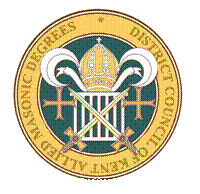 DISTRICT COUNCIL OF KENT ALLIED MASONIC DEGREES